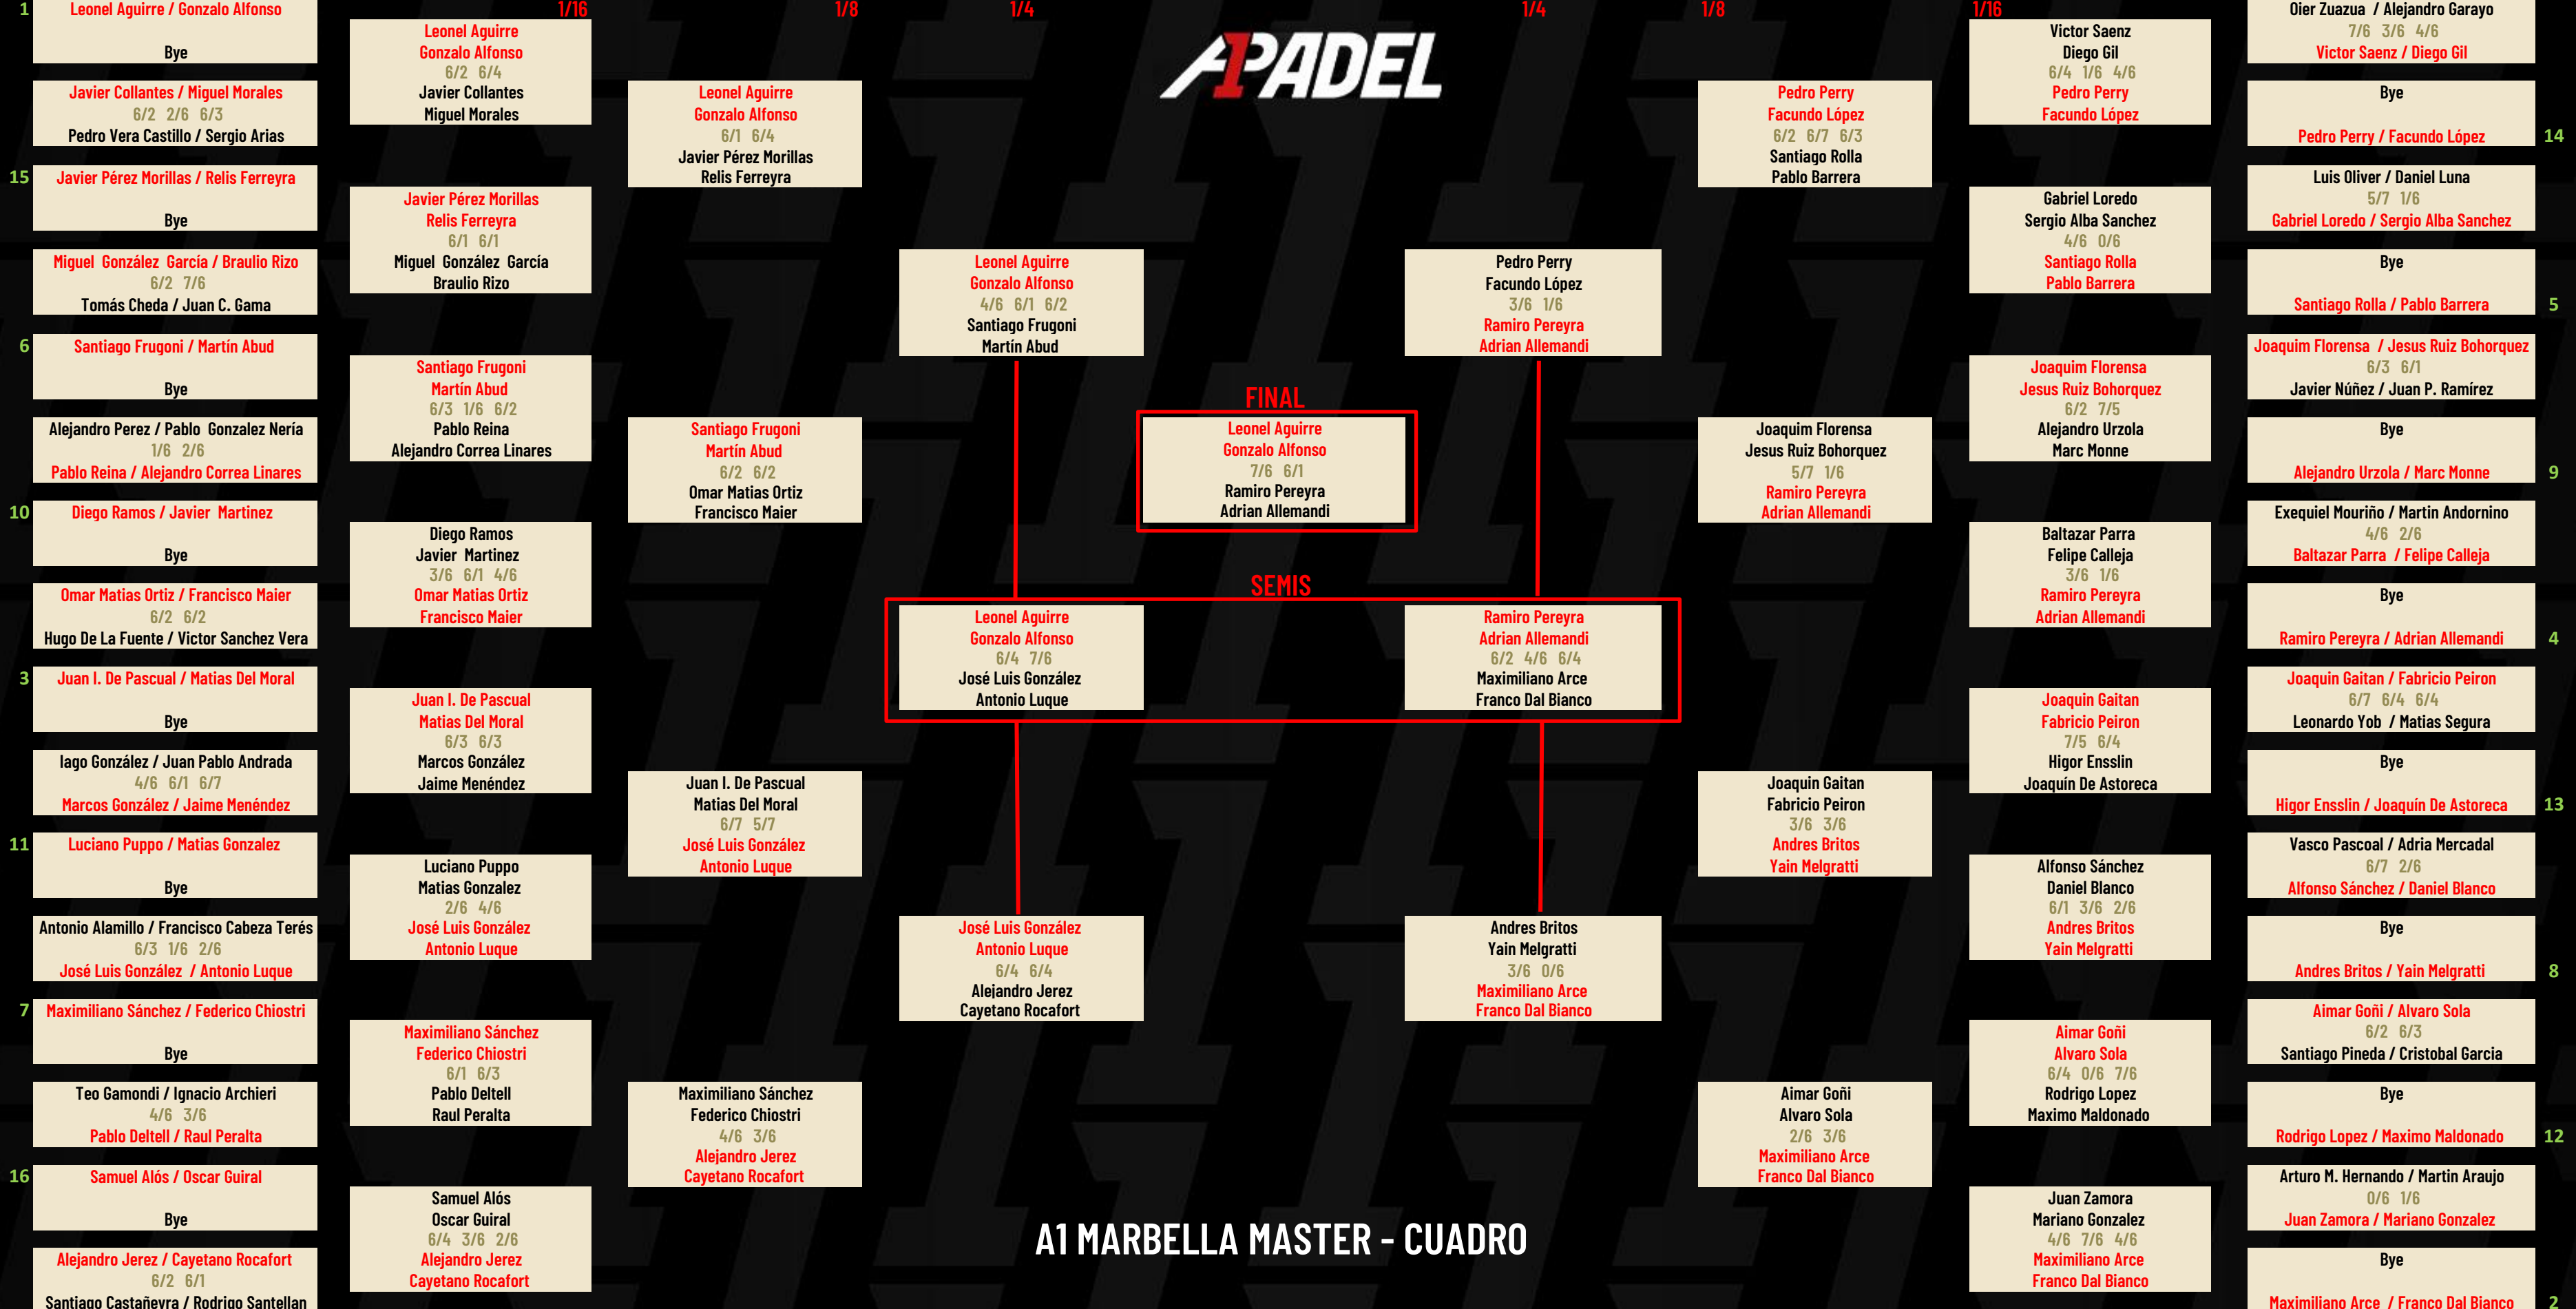 1
Leonel Aguirre / Gonzalo Alfonso
Bye
Javier Collantes / Miguel Morales
6/2 2/6 6/3
Pedro Vera Castillo / Sergio Arias
15
Javier Pérez Morillas / Relis Ferreyra
Bye
Miguel González García / Braulio Rizo
6/2 7/6
Tomás Cheda / Juan C. Gama
6
Santiago Frugoni / Martín Abud
Bye
Alejandro Perez / Pablo Gonzalez Nería
1/6 2/6
Pablo Reina / Alejandro Correa Linares
10
Diego Ramos / Javier Martinez
Bye
Omar Matias Ortiz / Francisco Maier
6/2 6/2
Hugo De La Fuente / Victor Sanchez Vera
3
Juan I. De Pascual / Matias Del Moral
Bye
Iago González / Juan Pablo Andrada
4/6 6/1 6/7
Marcos González / Jaime Menéndez
11
Luciano Puppo / Matias Gonzalez
Bye
Antonio Alamillo / Francisco Cabeza Terés
6/3 1/6 2/6
José Luis González / Antonio Luque
7
Maximiliano Sánchez / Federico Chiostri
Bye
Teo Gamondi / Ignacio Archieri
4/6 3/6
Pablo Deltell / Raul Peralta
16
Samuel Alós / Oscar Guiral
Bye
Alejandro Jerez / Cayetano Rocafort
6/2 6/1
Santiago Castañeyra / Rodrigo Santellan
1/16
Leonel Aguirre
Gonzalo Alfonso
6/2 6/4
Javier Collantes
Miguel Morales
Javier Pérez Morillas
Relis Ferreyra
6/1 6/1
Miguel González García
Braulio Rizo
Santiago Frugoni
Martín Abud
6/3 1/6 6/2
Pablo Reina
Alejandro Correa Linares
Diego Ramos
Javier Martinez
3/6 6/1 4/6
Omar Matias Ortiz
Francisco Maier
Juan I. De Pascual
Matias Del Moral
6/3 6/3
Marcos González
Jaime Menéndez
Luciano Puppo
Matias Gonzalez
2/6 4/6
José Luis González
Antonio Luque
Maximiliano Sánchez
Federico Chiostri
6/1 6/3
Pablo Deltell
Raul Peralta
Samuel Alós
Oscar Guiral
6/4 3/6 2/6
Alejandro Jerez
Cayetano Rocafort
1/8
Leonel Aguirre
Gonzalo Alfonso
6/1 6/4
Javier Pérez Morillas
Relis Ferreyra
Santiago Frugoni
Martín Abud
6/2 6/2
Omar Matias Ortiz
Francisco Maier
Juan I. De Pascual
Matias Del Moral
6/7 5/7
José Luis González
Antonio Luque
Maximiliano Sánchez
Federico Chiostri
4/6 3/6
Alejandro Jerez
Cayetano Rocafort
1/4
Leonel Aguirre
Gonzalo Alfonso
4/6 6/1 6/2
Santiago Frugoni
Martín Abud
José Luis González
Antonio Luque
6/4 6/4
Alejandro Jerez
Cayetano Rocafort
A1PADEL
FINAL
Leonel Aguirre
Gonzalo Alfonso
7/6 6/1
Ramiro Pereyra
Adrian Allemandi
SEMIS
Leonel Aguirre
Gonzalo Alfonso
6/4 7/6
José Luis González
Antonio Luque
Ramiro Pereyra
Adrian Allemandi
6/2 4/6 6/4
Maximiliano Arce
Franco Dal Bianco
A1 MARBELLA MASTER - CUADRO
1/4
Pedro Perry
Facundo López
3/6 1/6
Ramiro Pereyra
Adrian Allemandi
Andres Britos
Yain Melgratti
3/6 0/6
Maximiliano Arce
Franco Dal Bianco
1/8
Pedro Perry
Facundo López
6/2 6/7 6/3
Santiago Rolla
Pablo Barrera
Joaquim Florensa
Jesus Ruiz Bohorquez
5/7 1/6
Ramiro Pereyra
Adrian Allemandi
Joaquin Gaitan
Fabricio Peiron
3/6 3/6
Andres Britos
Yain Melgratti
Aimar Goñi
Alvaro Sola
2/6 3/6
Maximiliano Arce
Franco Dal Bianco
1/16
Victor Saenz
Diego Gil
6/4 1/6 4/6
Pedro Perry
Facundo López
Gabriel Loredo
Sergio Alba Sanchez
4/6 0/6
Santiago Rolla
Pablo Barrera
Joaquim Florensa
Jesus Ruiz Bohorquez
6/2 7/5
Alejandro Urzola
Marc Monne
Baltazar Parra
Felipe Calleja
3/6 1/6
Ramiro Pereyra
Adrian Allemandi
Joaquin Gaitan
Fabricio Peiron
7/5 6/4
Higor Ensslin
Joaquín De Astoreca
Alfonso Sánchez
Daniel Blanco
6/1 3/6 2/6
Andres Britos
Yain Melgratti
Aimar Goñi
Alvaro Sola
6/4 0/6 7/6
Rodrigo Lopez
Maximo Maldonado
Juan Zamora
Mariano Gonzalez
4/6 7/6 4/6
Maximiliano Arce
Franco Dal Bianco
Oier Zuazua / Alejandro Garayo
7/6 3/6 4/6
Victor Saenz / Diego Gil
Bye
Pedro Perry / Facundo López
14
Luis Oliver / Daniel Luna
5/7 1/6
Gabriel Loredo / Sergio Alba Sanchez
Bye
Santiago Rolla / Pablo Barrera
5
Joaquim Florensa / Jesus Ruiz Bohorquez
6/3 6/1
Javier Núñez / Juan P. Ramírez
Bye
Alejandro Urzola / Marc Monne
9
Exequiel Mouriño / Martin Andornino
4/6 2/6
Baltazar Parra / Felipe Calleja
Bye
Ramiro Pereyra / Adrian Allemandi
4
Joaquin Gaitan / Fabricio Peiron
6/7 6/4 6/4
Leonardo Yob / Matias Segura
Bye
Higor Ensslin / Joaquín De Astoreca
13
Vasco Pascoal / Adria Mercadal
6/7 2/6
Alfonso Sánchez / Daniel Blanco
Bye
Andres Britos / Yain Melgratti
8
Aimar Goñi / Alvaro Sola
6/2 6/3
Santiago Pineda / Cristobal Garcia
Bye
Rodrigo Lopez / Maximo Maldonado
12
Arturo M. Hernando / Martin Araujo
0/6 1/6
Juan Zamora / Mariano Gonzalez
Bye
Maximiliano Arce / Franco Dal Bianco
2